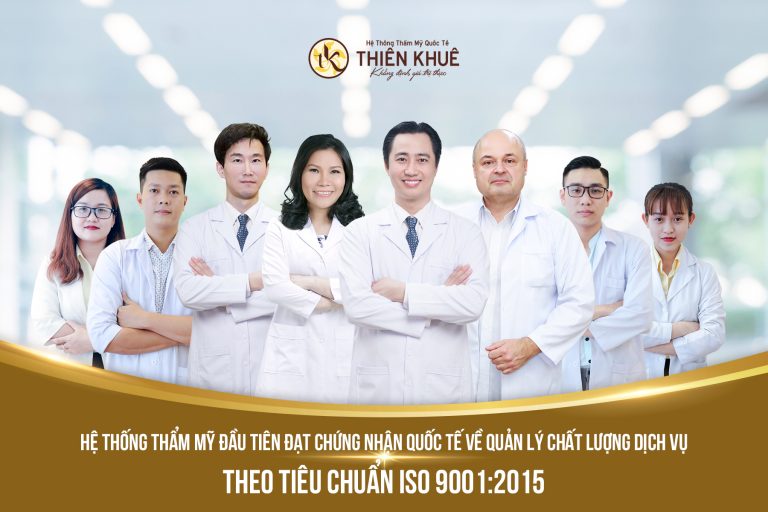 Hệ Thống Thẩm Mỹ Quốc Tế
THIÊN KHUÊ
Khẳng định giá trị thực
HỆ THỐNG THẨM MỸ ĐẦU TIÊN ĐẠT CHỨNG NHẬN QUỐC TẾ VỀ QUẢN LÝ CHẤT LƯỢNG DỊCH VỤ
THEO TIÊU CHUẨN ISO 9001:2015